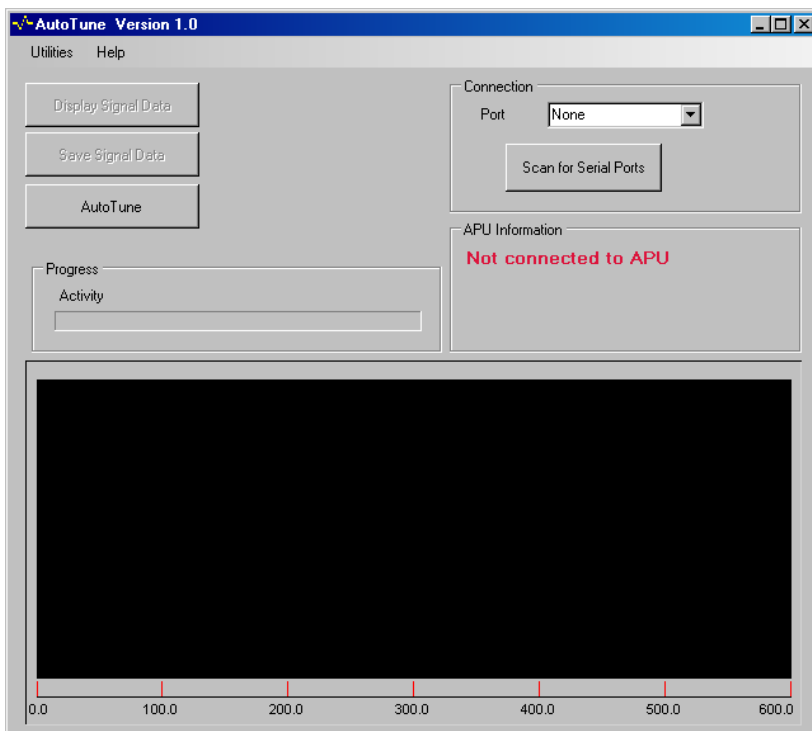 AutoTune Version 1.0
Utilities Help
Display Signal Data
Save Signal Data
AutoTune
Connection
Port None
Scan for Serial Ports
APU Information
Not connected to APU
Progress
Activity
0.0 100.0 200.0 300.0 400.0 500.0 600.0